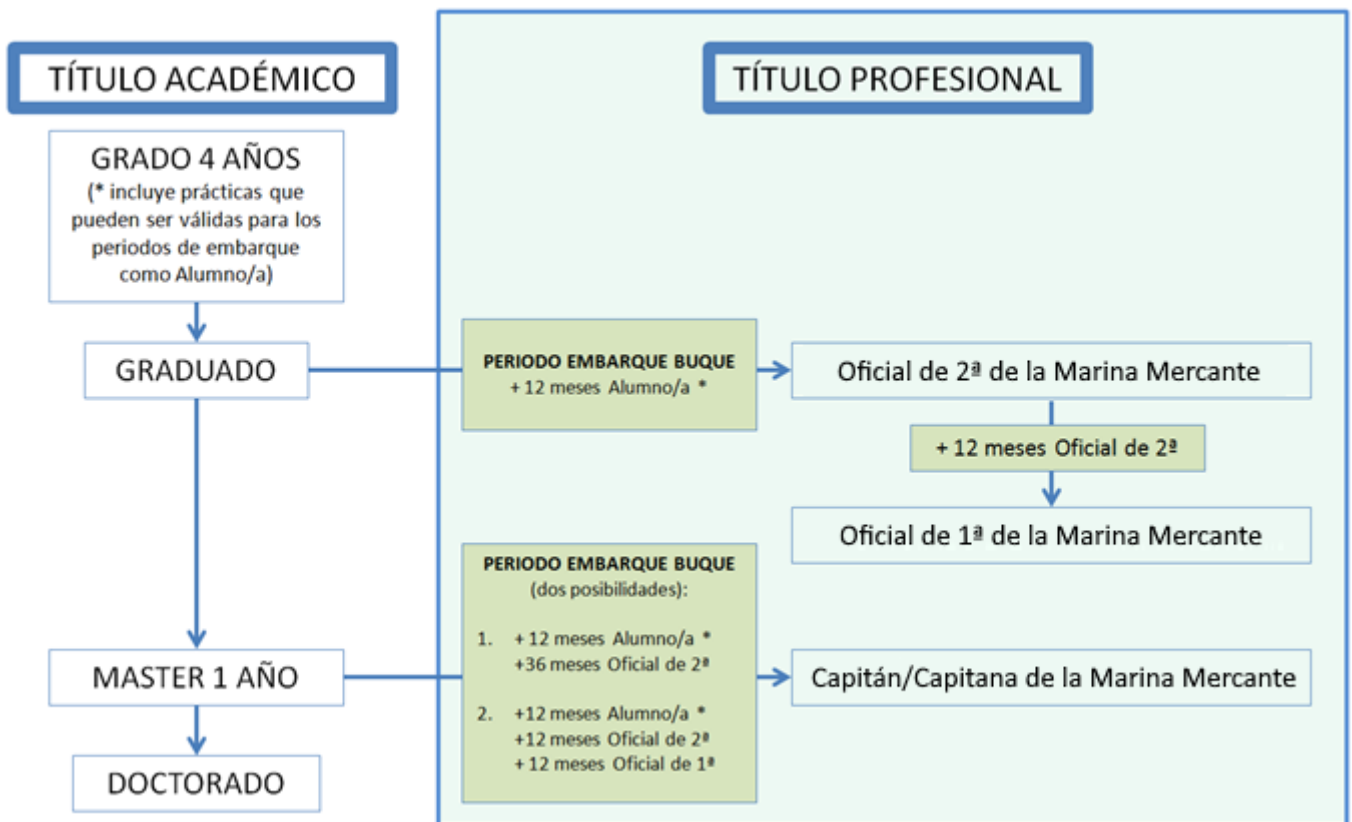 TÍTULO ACADÉMICO
TÍTULO PROFESIONAL
GRADO 4 AÑOS
(* incluye prácticas que
pueden ser válidas para los
periodos de embarque
como Alumno/a)
GRADUADO
PERIODO EMBARQUE BUQUE
+ 12 meses Alumno/a *
Oficial de 2ª de la Marina Mercante
+ 12 meses Oficial de 2ª
Oficial de 1ª de la Marina Mercante
PERIODO EMBARQUE BUQUE
(dos posibilidades):
1. + 12 meses Alumno/a *
+36 meses Oficial de 2ª
2. +12 meses Alumno/a *
+12 meses Oficial de 2ª
+ 12 meses Oficial de 1ª
MASTER 1 AÑO
Capitán/Capitana de la Marina Mercante
DOCTORADO